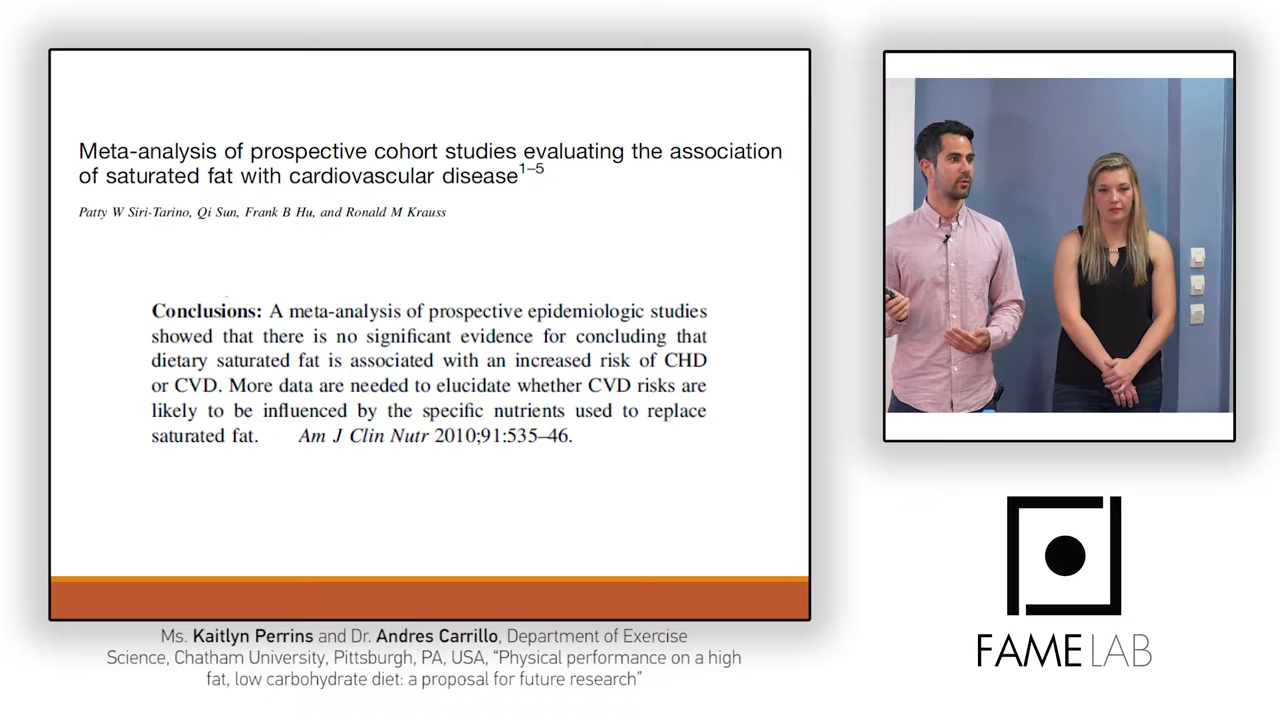 Meta-analysis of prospective cohort studies evaluating the association
of saturated fat with cardiovascular disease1–5
Patty W Siri-Tarino, Qi Sun, Frank B Hu, and Ronald M Krauss
Conclusions: A meta-analysis of prospective epidemiologic studies
showed that there is no significant evidence for concluding that
dietary saturated fat is associated with an increased risk of CHD
or CVD. More data are needed to elucidate whether CVD risks are
likely to be influenced by the specific nutrients used to replace
saturated fat. Am J Clin Nutr 2010;91:535–46.
Ms. Kaitlyn Perrins and Dr. Andres Carrillo, Department of Exercise
Science, Chatham University, Pittsburgh, PA, USA, “Physical performance on a high
fat, low carbohydrate diet: a proposal for future research”
FAME LAB